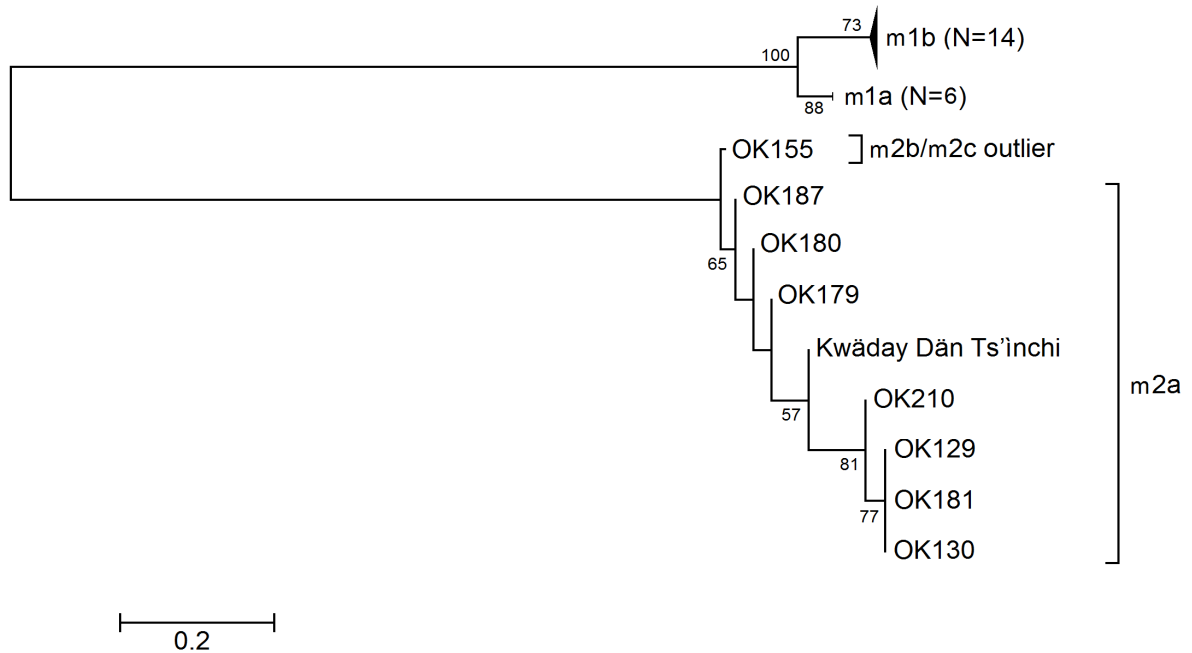 73
m1b (N=14)
100
m1a (N=6)
88
OK155
m2b/m2c outlier
OK187
OK180
65
OK179
Kwäday Dän Ts’ìnchi
m2a
OK210
57
OK129
81
OK181
77
OK130
0.2